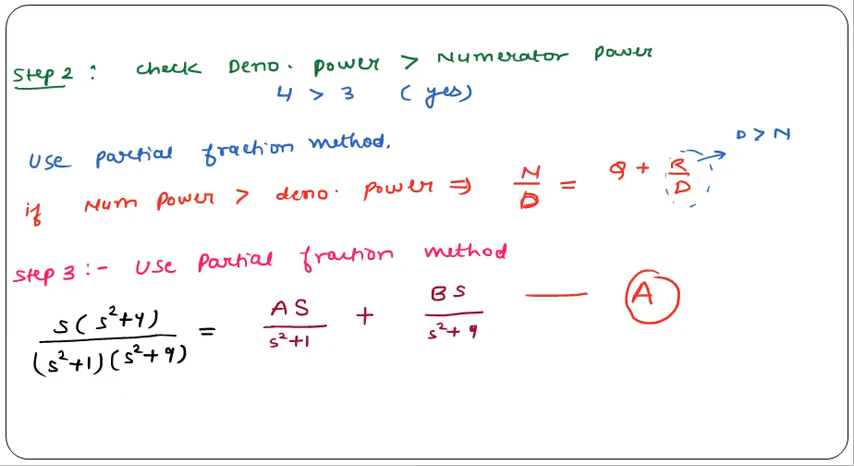 Step 2 : check Deno. power > Numerator power
4 > 3 (yes)
Use partial fraction method.
D > N
if Num power > deno. power ⇒ N/D = Q + R/D
Step 3 :- Use Partial fraction method
s(s²+4)/(s²+1)(s²+9) = AS/s²+1 + BS/s²+9 — A